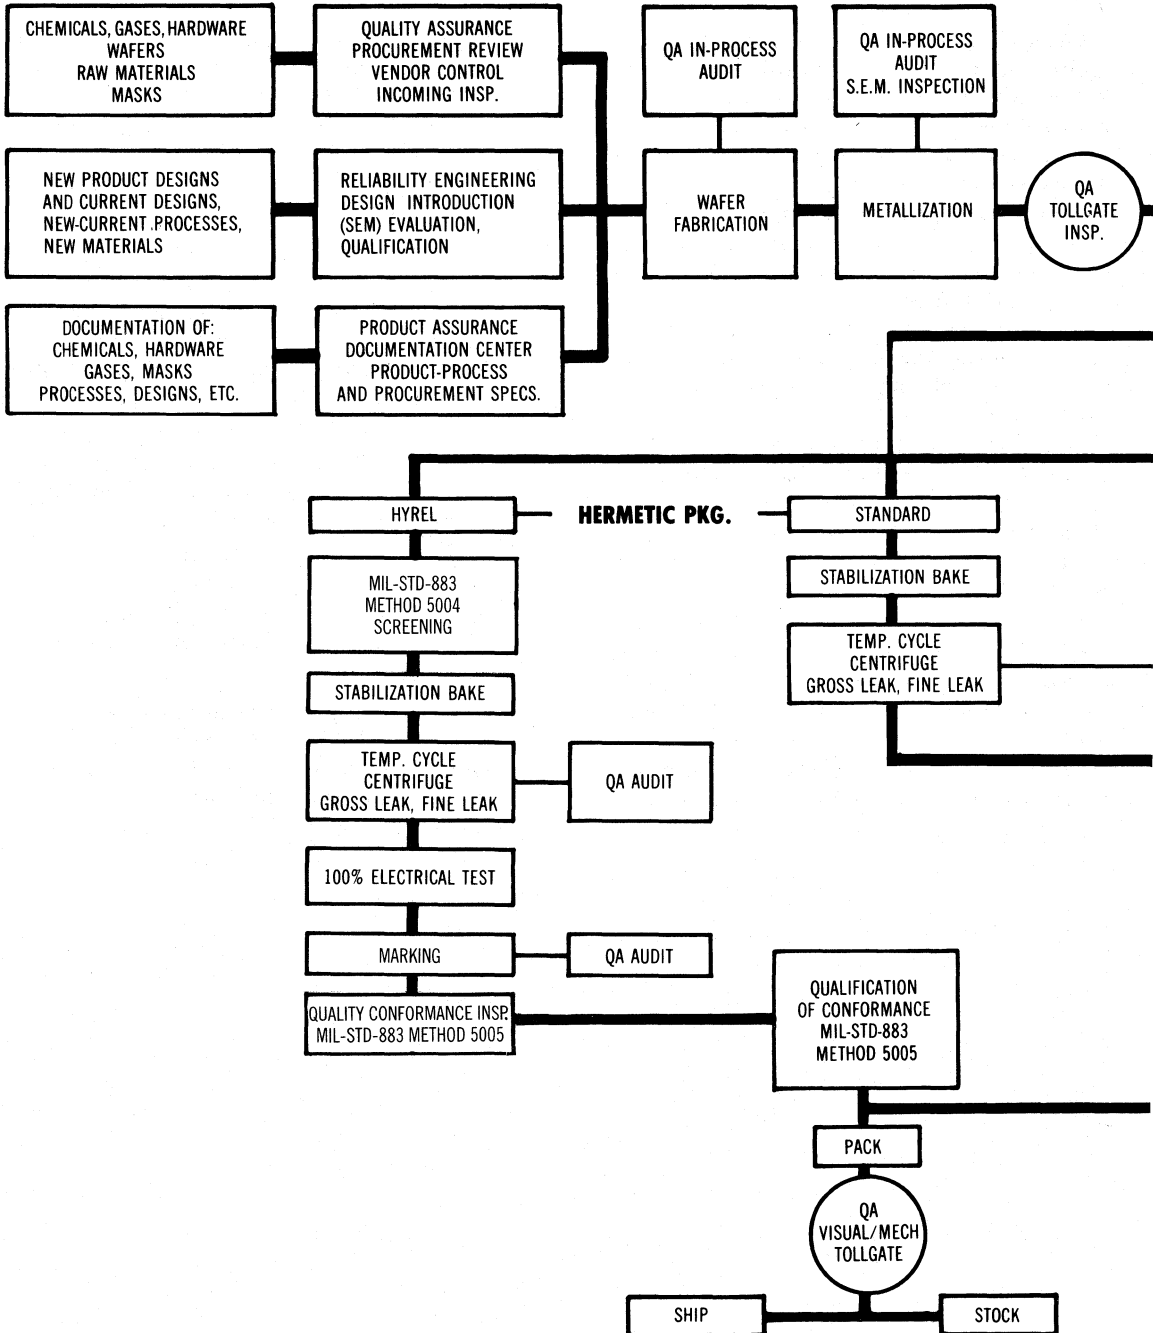 CHEMICALS, GASES, HARDWARE
WAFERS
RAW MATERIALS
MASKS
QUALITY ASSURANCE
PROCUREMENT REVIEW
VENDOR CONTROL
INCOMING INSP.
QA IN-PROCESS
AUDIT
QA IN-PROCESS
AUDIT
S.E.M. INSPECTION
NEW PRODUCT DESIGNS
AND CURRENT DESIGNS,
NEW-CURRENT PROCESSES,
NEW MATERIALS
RELIABILITY ENGINEERING
DESIGN INTRODUCTION
(SEM) EVALUATION,
QUALIFICATION
WAFER
FABRICATION
METALLIZATION
QA
TOLLGATE
INSP.
DOCUMENTATION OF:
CHEMICALS, HARDWARE
GASES, MASKS
PROCESSES, DESIGNS, ETC.
PRODUCT ASSURANCE
DOCUMENTATION CENTER
PRODUCT-PROCESS
AND PROCUREMENT SPECS.
HYREL
HERMETIC PKG.
STANDARD
MIL-STD-883
METHOD 5004
SCREENING
STABILIZATION BAKE
TEMP. CYCLE
CENTRIFUGE
GROSS LEAK, FINE LEAK
STABILIZATION BAKE
TEMP. CYCLE
CENTRIFUGE
GROSS LEAK, FINE LEAK
QA AUDIT
100% ELECTRICAL TEST
MARKING
QA AUDIT
QUALITY CONFORMANCE INSP.
MIL-STD-883 METHOD 5005
QUALIFICATION
OF CONFORMANCE
MIL-STD-883
METHOD 5005
PACK
QA
VISUAL/MECH
TOLLGATE
SHIP
STOCK